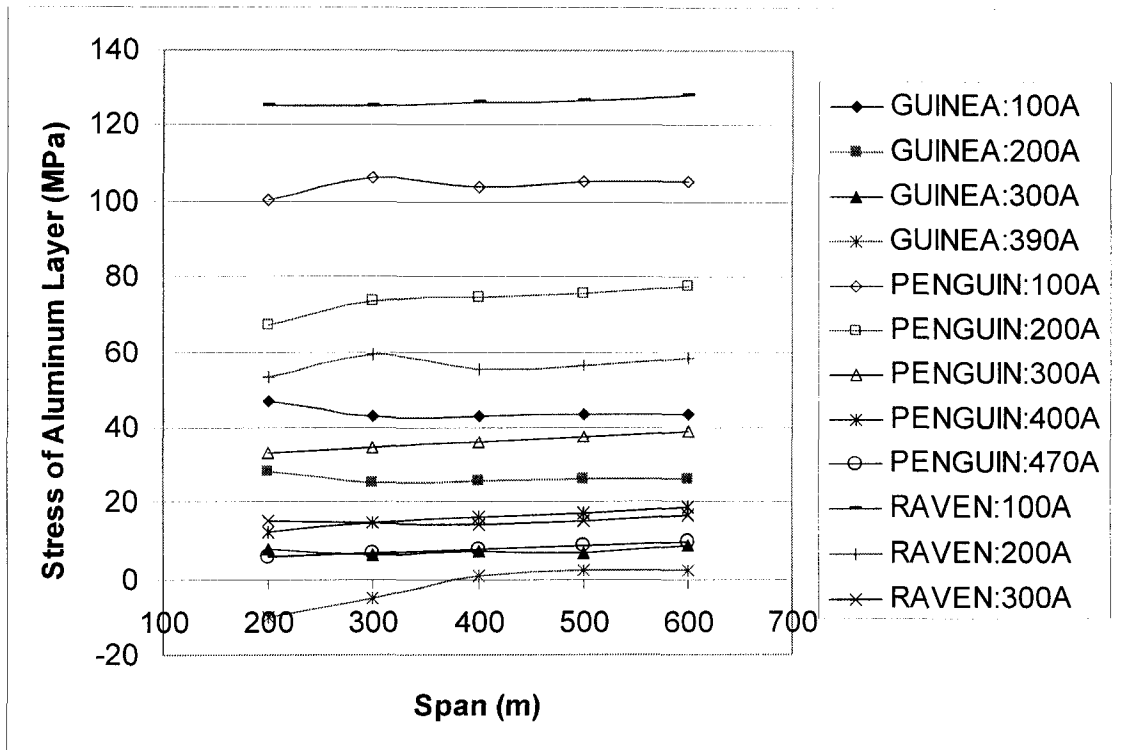 140
120
100
80
60
40
20
0
-20
100 200 300 400 500 600 700
Stress of Aluminum Layer (MPa)
Span (m)
GUINEA:100A
GUINEA:200A
GUINEA:300A
GUINEA:390A
PENGUIN:100A
PENGUIN:200A
PENGUIN:300A
PENGUIN:400A
PENGUIN:470A
RAVEN:100A
RAVEN:200A
RAVEN:300A